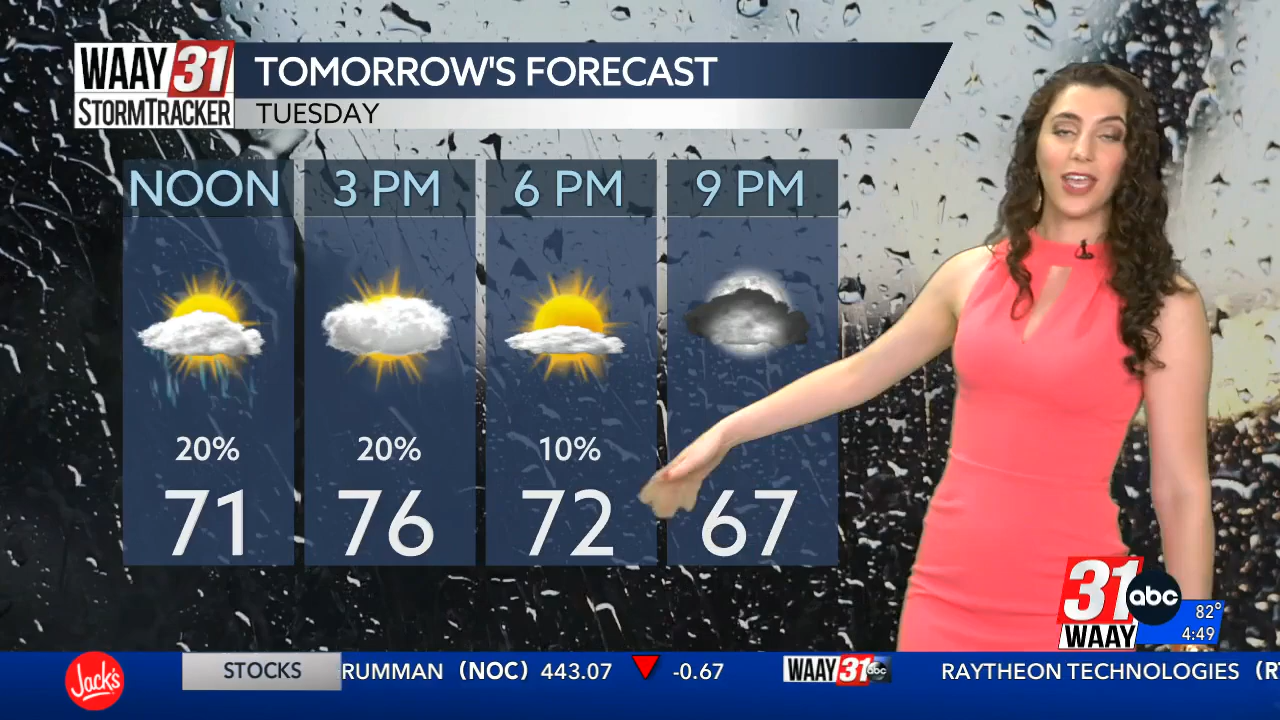 WAAY 31
STORMTRACKER
TOMORROW'S FORECAST
TUESDAY
NOON
3 PM
6 PM
9 PM
20%
20%
10%
71
76
72
67
31
abc
WAAY
82°
4:49
Jack's
STOCKS
RUMMAN (NOC) 443.07 -0.67
WAAY 31 abc
RAYTHEON TECHNOLOGIES (R